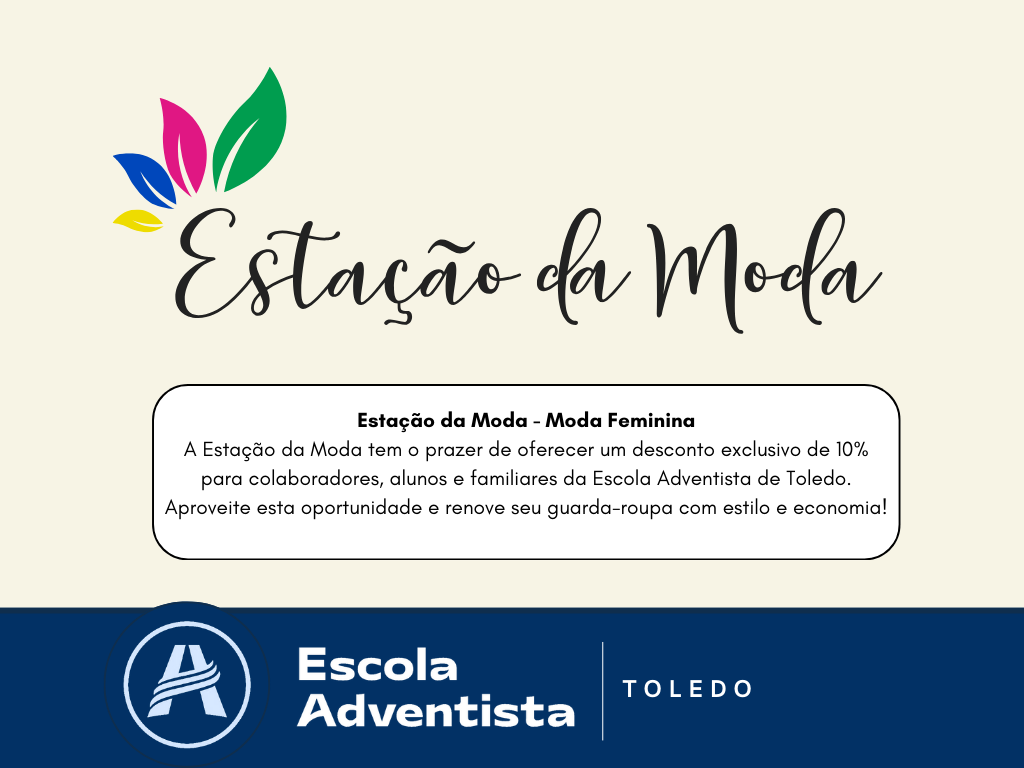 Estação da Moda
Estação da Moda - Moda Feminina
A Estação da Moda tem o prazer de oferecer um desconto exclusivo de 10%
para colaboradores, alunos e familiares da Escola Adventista de Toledo.
Aproveite esta oportunidade e renove seu guarda-roupa com estilo e economia!
Escola
Adventista
TOLEDO